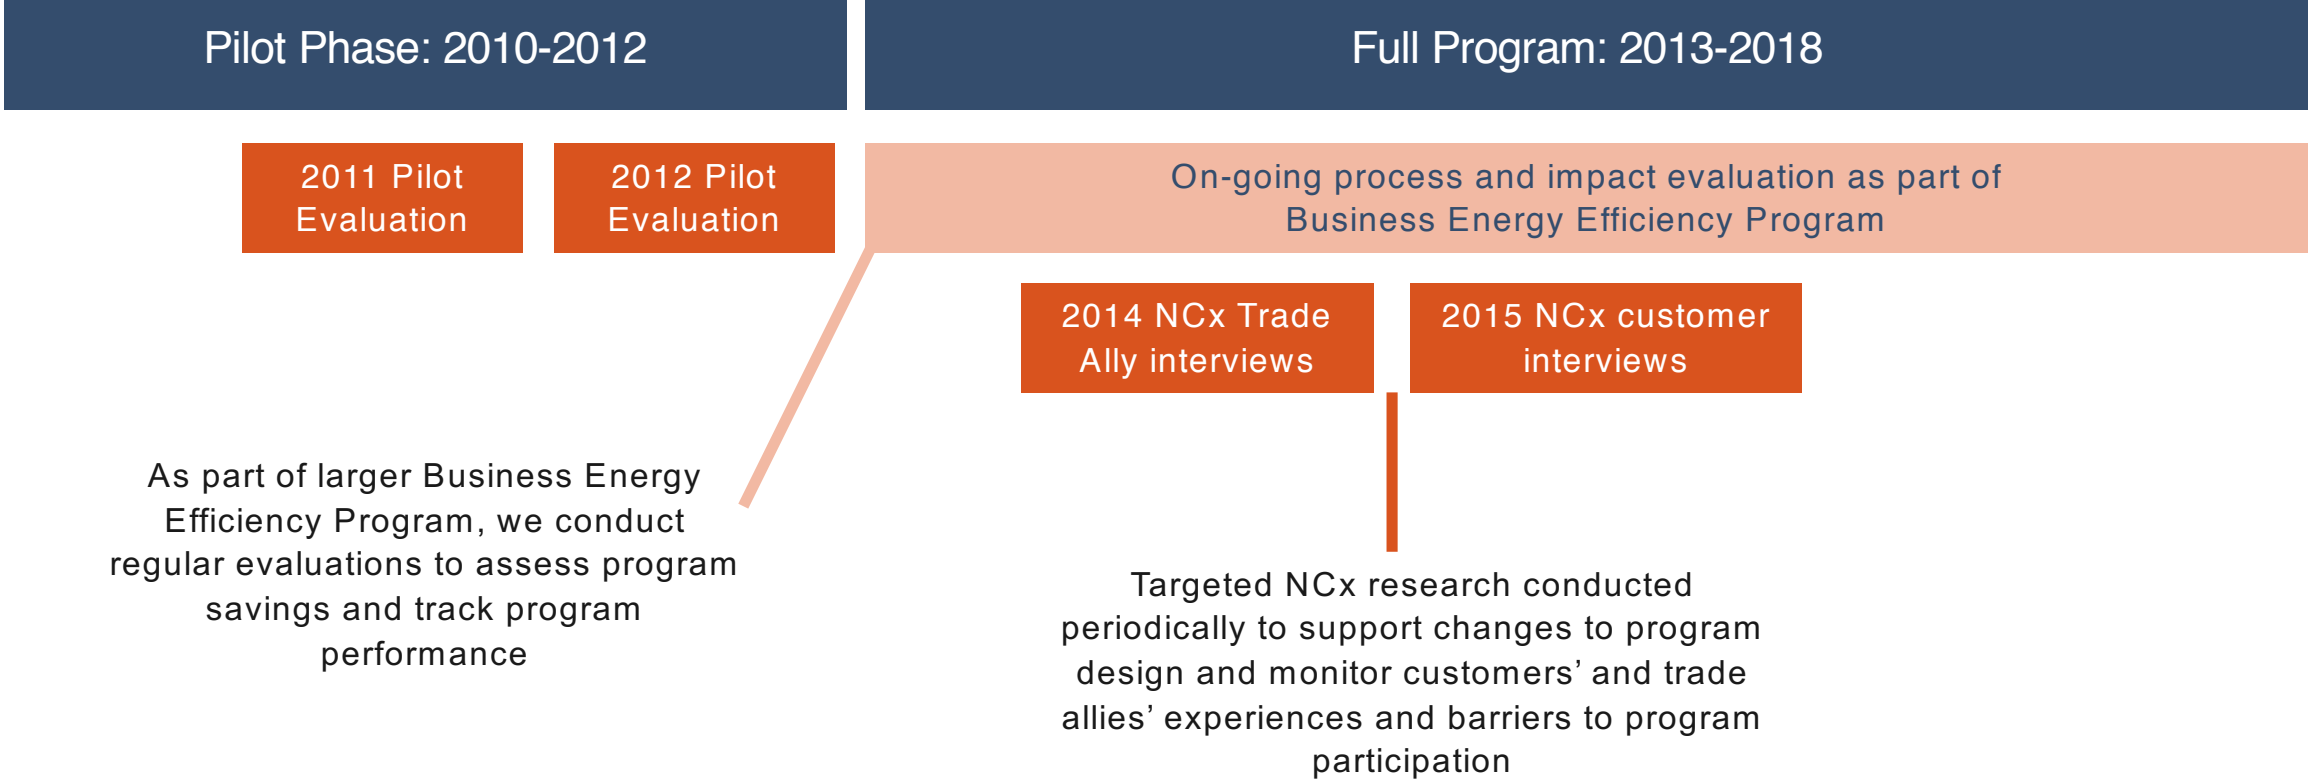 Pilot Phase: 2010-2012
Full Program: 2013-2018
2011 Pilot
Evaluation
2012 Pilot
Evaluation
On-going process and impact evaluation as part of
Business Energy Efficiency Program
2014 NCx Trade
Ally interviews
2015 NCx customer
interviews
As part of larger Business Energy
Efficiency Program, we conduct
regular evaluations to assess program
savings and track program
performance
Targeted NCx research conducted
periodically to support changes to program
design and monitor customers’ and trade
allies’ experiences and barriers to program
participation